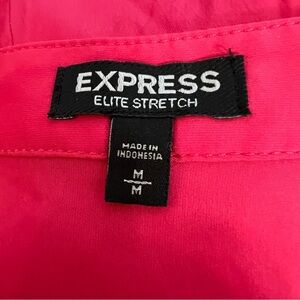 EXPRESS
ELITE STRETCH
MADE IN
INDONESIA
M
M